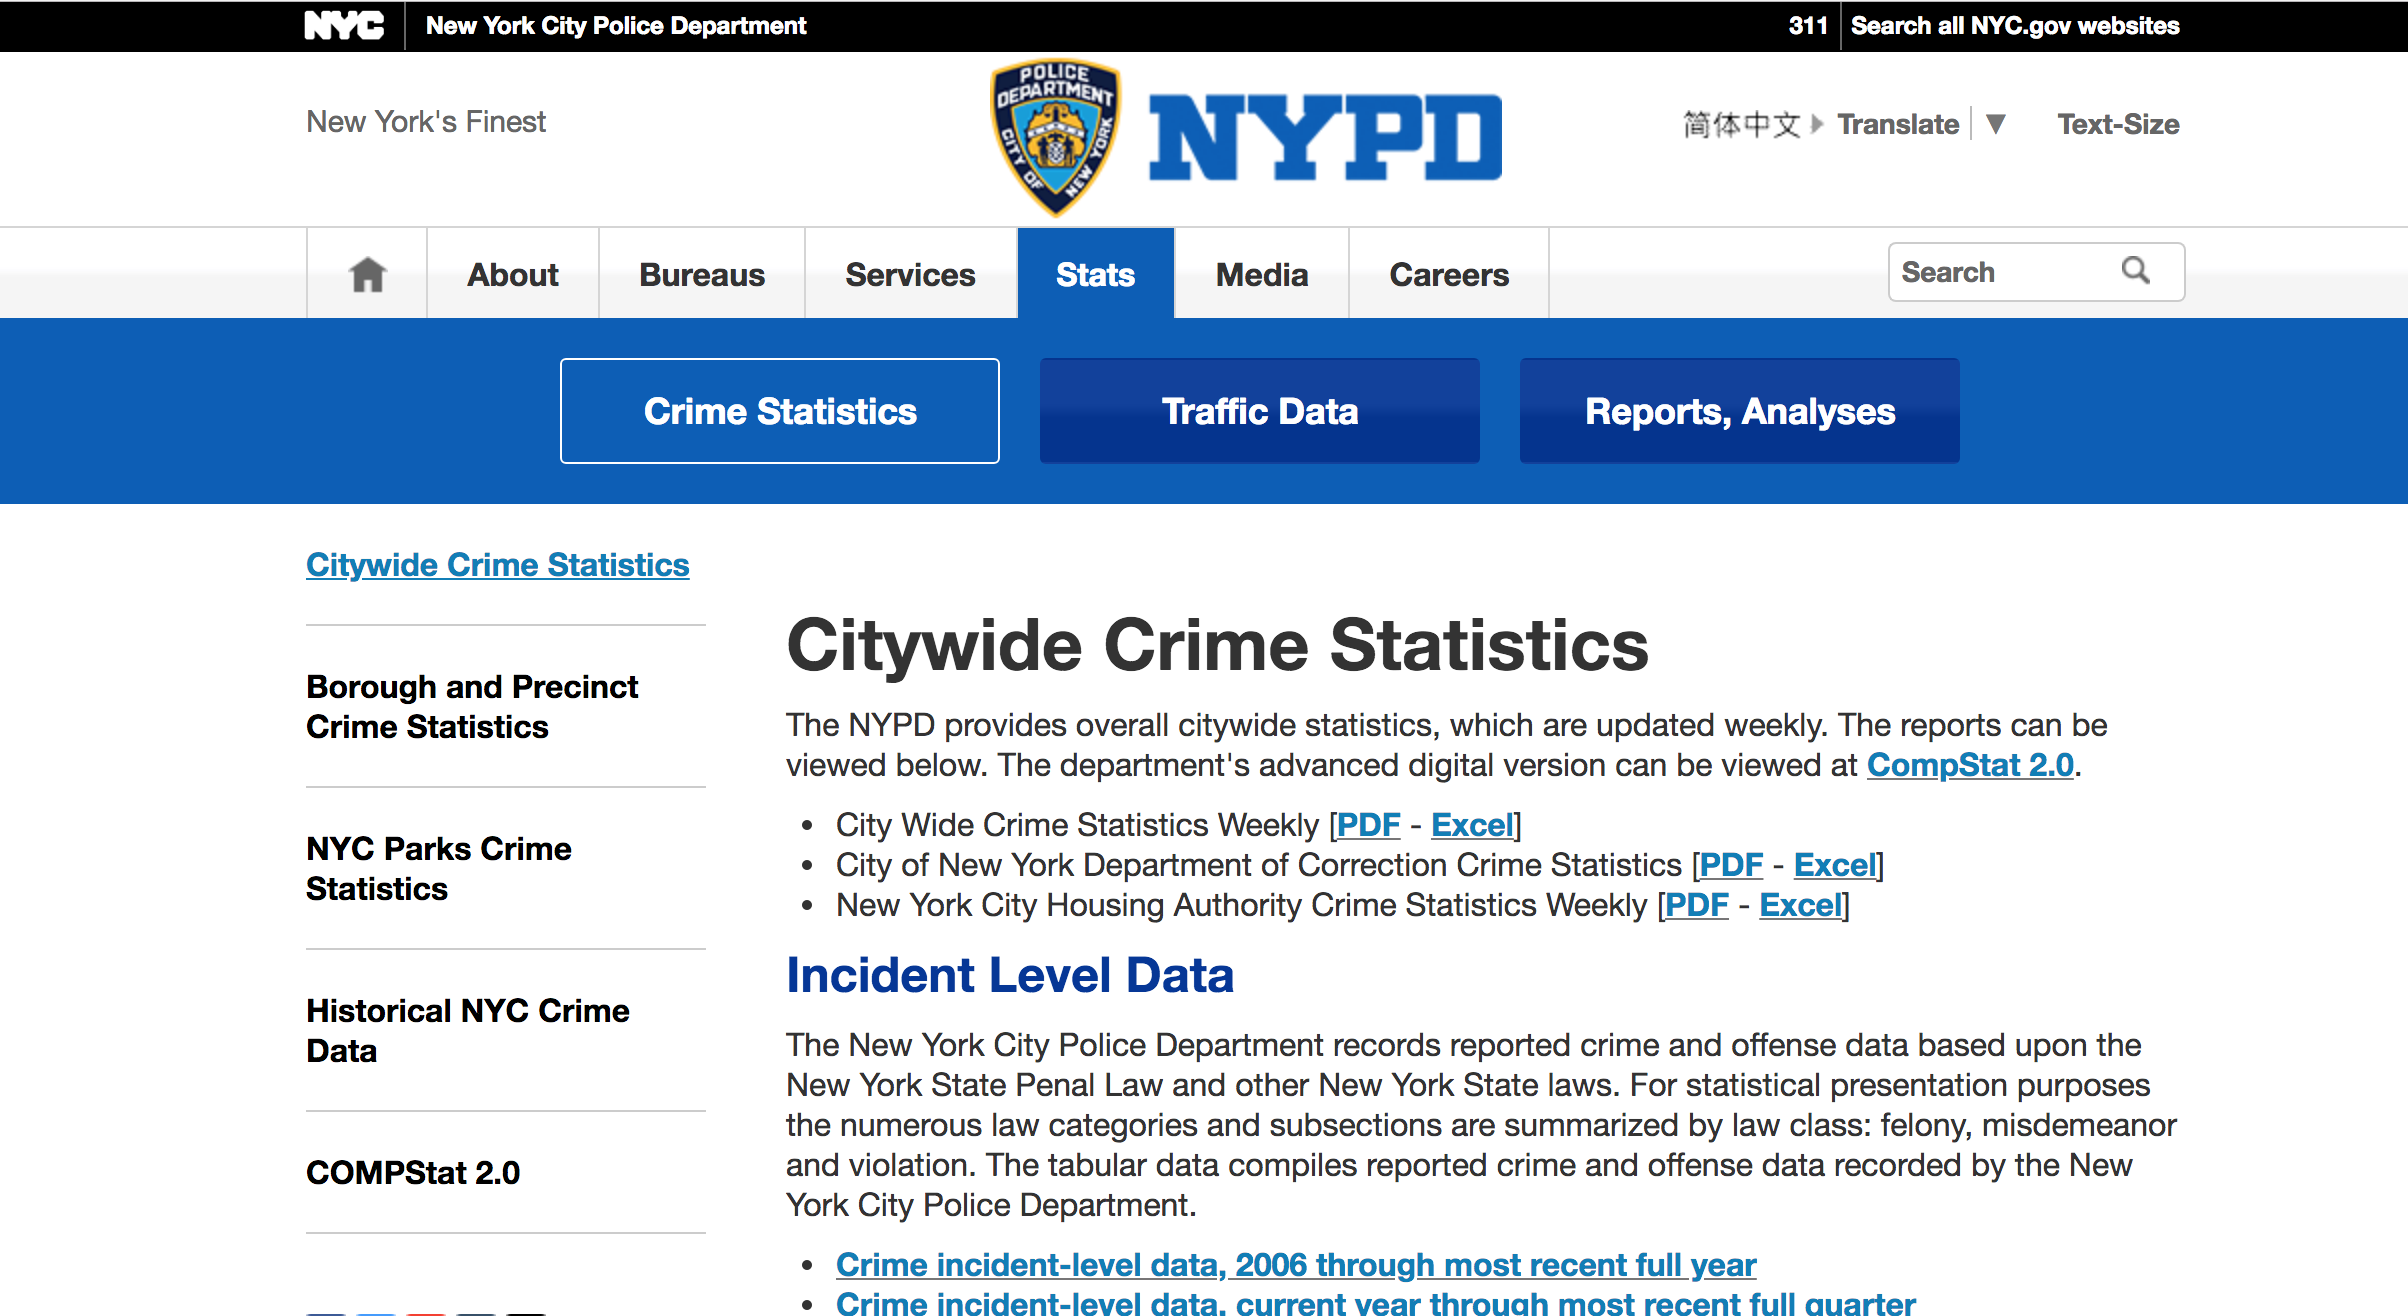 NYC
New York City Police Department
311
Search all NYC.gov websites
New York's Finest
POLICE
DEPARTMENT
CITY OF
NEW YORK
NYPD
简体中文
Translate ▼
Text-Size
About
Bureaus
Services
Stats
Media
Careers
Search
Crime Statistics
Traffic Data
Reports, Analyses
Citywide Crime Statistics
Borough and Precinct
Crime Statistics
NYC Parks Crime
Statistics
Historical NYC Crime
Data
COMPStat 2.0
Citywide Crime Statistics
The NYPD provides overall citywide statistics, which are updated weekly. The reports can be
viewed below. The department's advanced digital version can be viewed at CompStat 2.0.
• City Wide Crime Statistics Weekly [PDF - Excel]
• City of New York Department of Correction Crime Statistics [PDF - Excel]
• New York City Housing Authority Crime Statistics Weekly [PDF - Excel]
Incident Level Data
The New York City Police Department records reported crime and offense data based upon the
New York State Penal Law and other New York State laws. For statistical presentation purposes
the numerous law categories and subsections are summarized by law class: felony, misdemeanor
and violation. The tabular data compiles reported crime and offense data recorded by the New
York City Police Department.
• Crime incident-level data, 2006 through most recent full year
• Crime incident-level data, current year through most recent full quarter